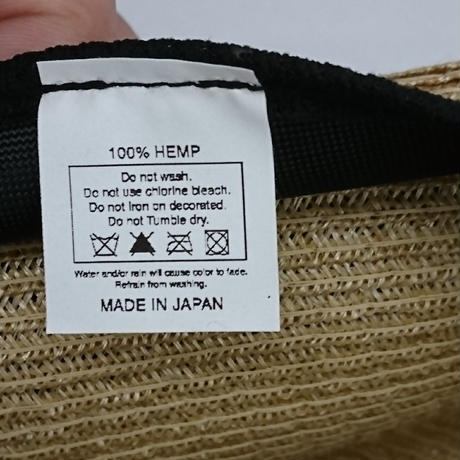 100% HEMP
Do not wash.
Do not use chlorine bleach.
Do not Iron on decorated.
Do not Tumble dry.
Water and/or rain will cause color to fade.
Refrain from washing.
MADE IN JAPAN